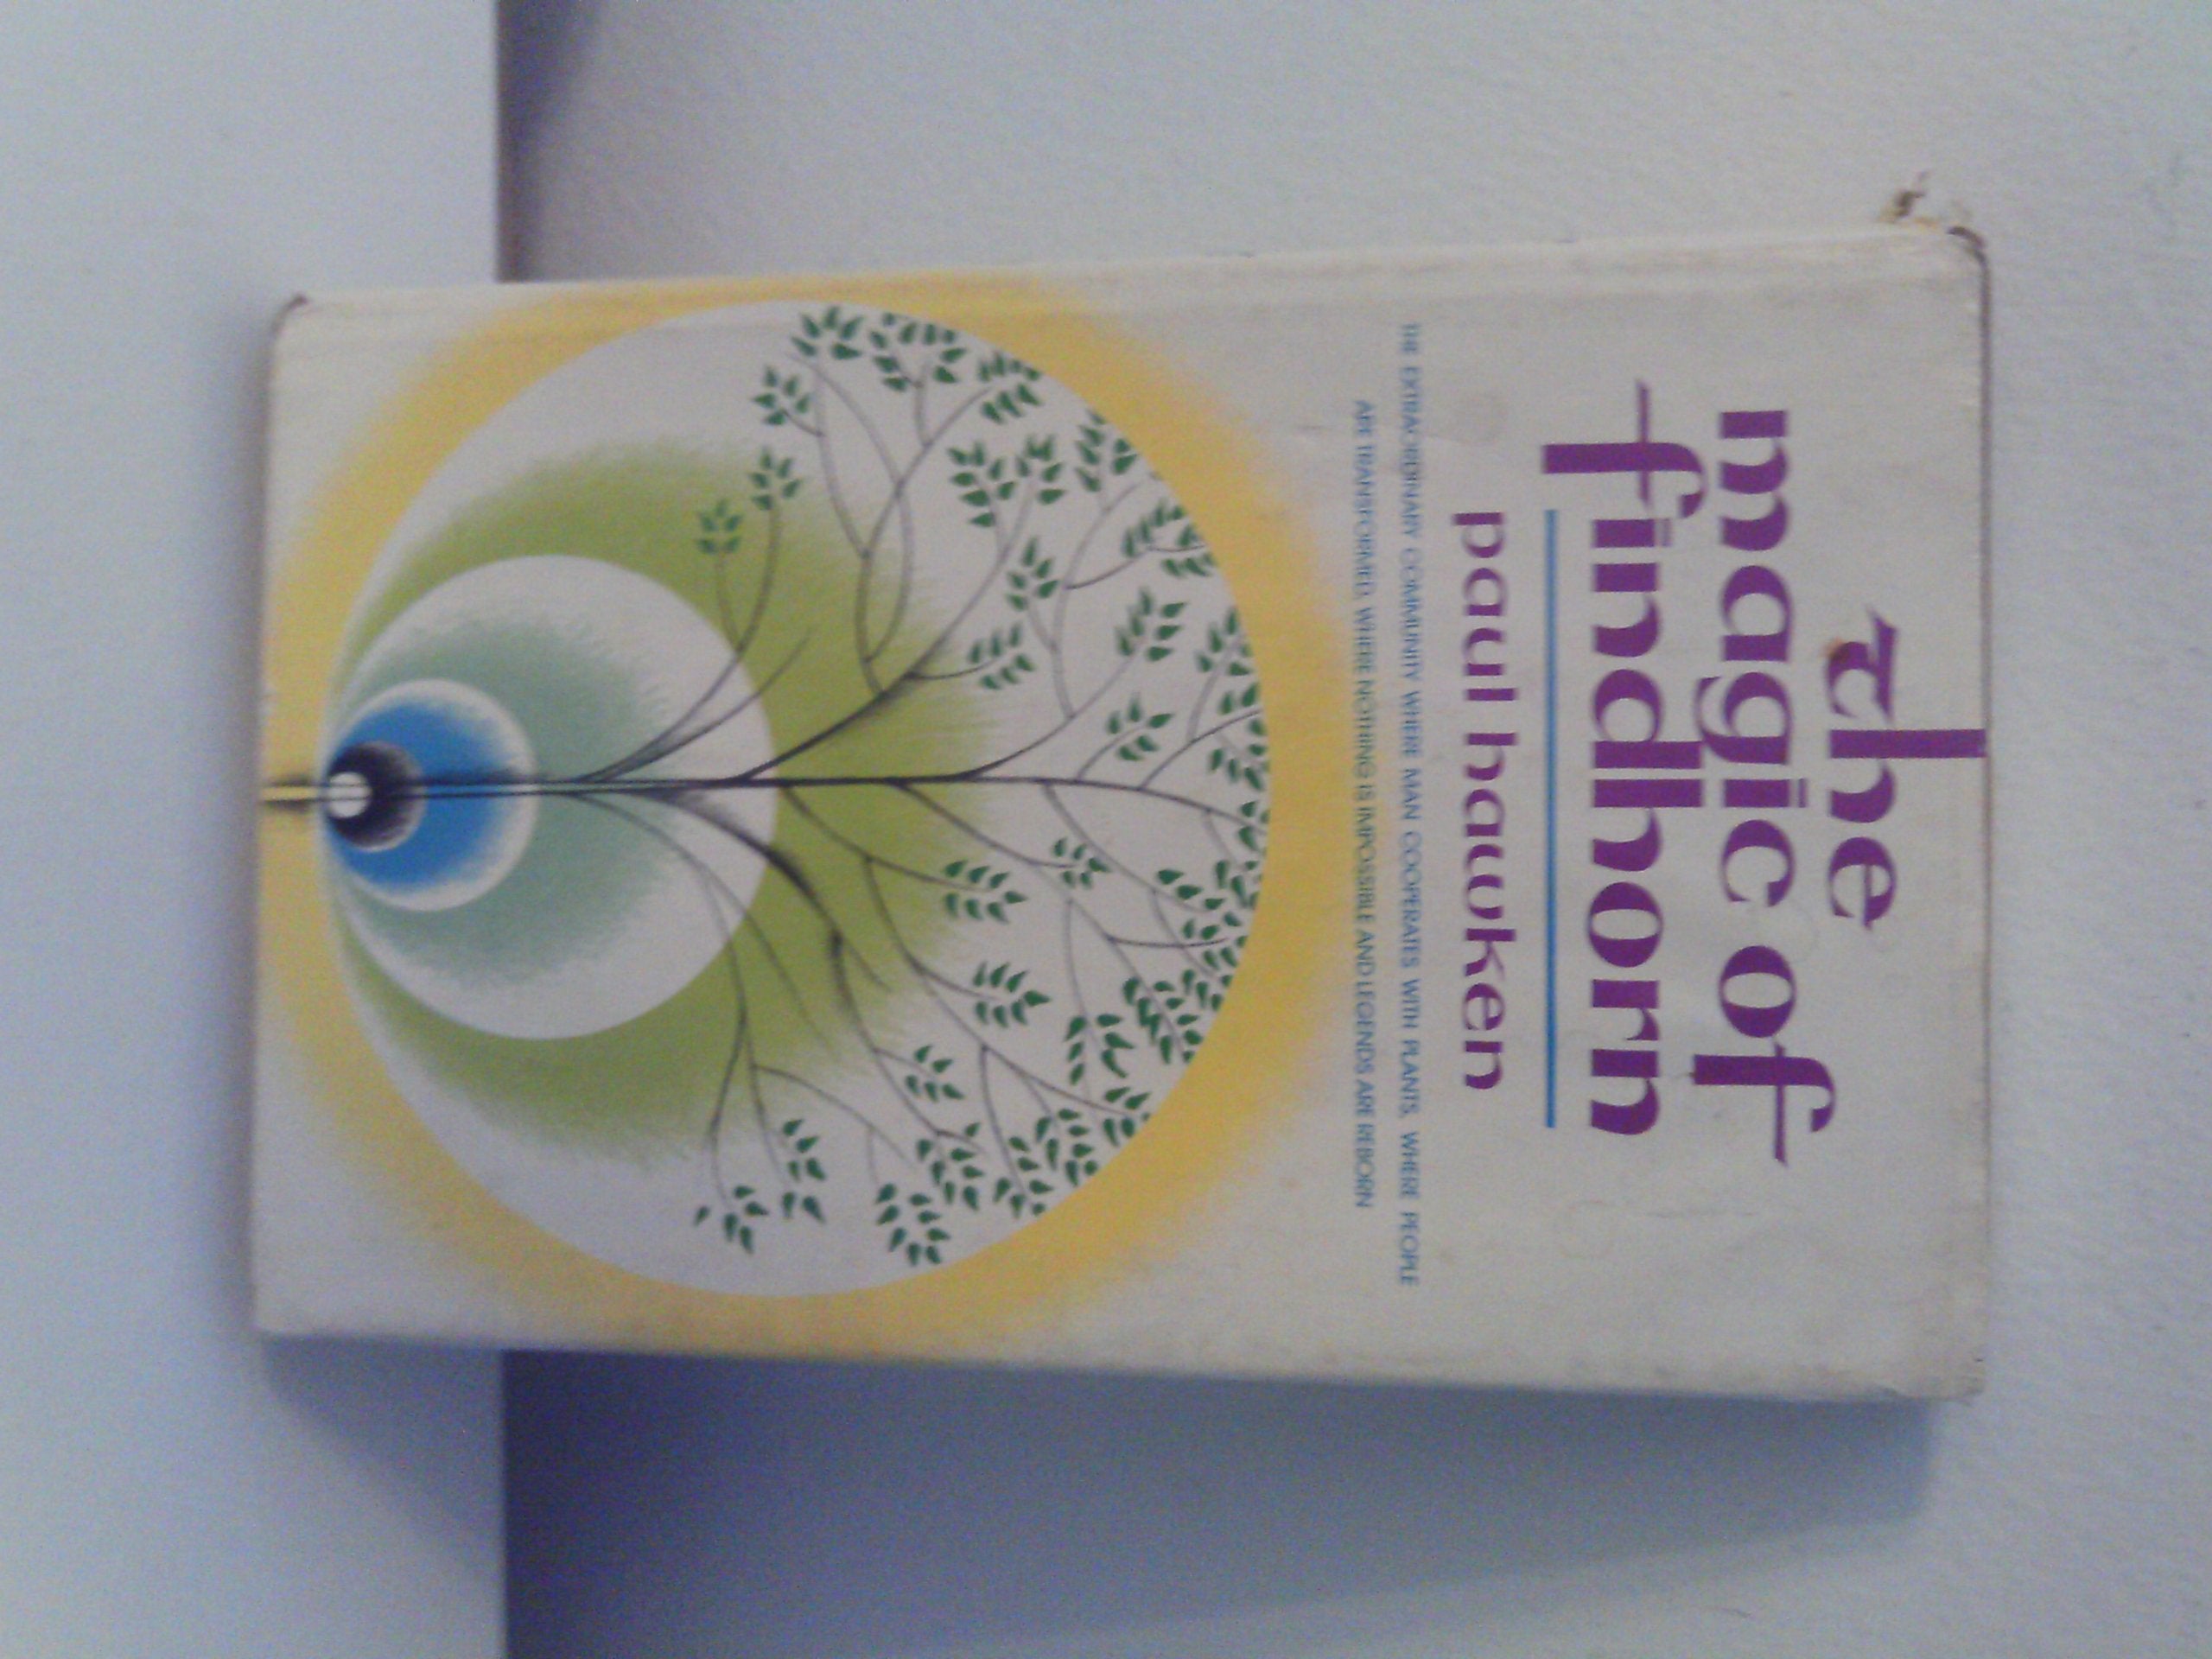 the
magic of
findhorn
paul hawken
THE EXTRAORDINARY COMMUNITY WHERE MAN COOPERATES WITH PLANTS, WHERE PEOPLE
ARE TRANSFORMED, WHERE NOTHING IS IMPOSSIBLE AND LEGENDS ARE REBORN